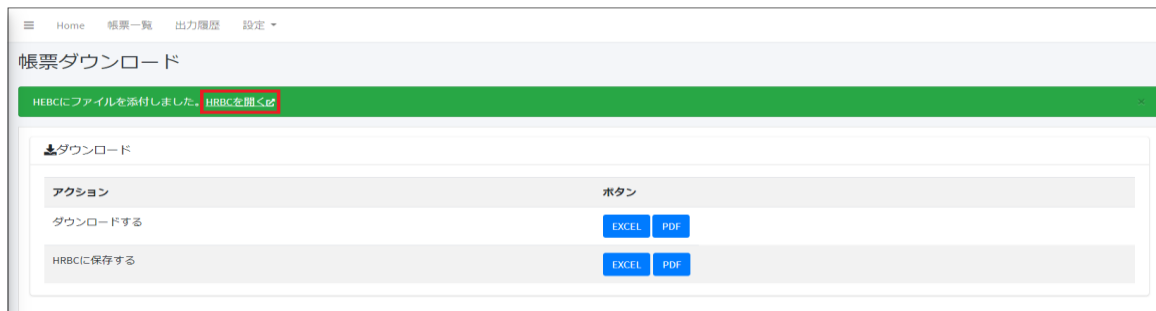 Home 帳票一覧 出力履歴 設定
帳票ダウンロード
HEBCにファイルを添付しました。HRBCを開く ×
ダウンロード
アクション ボタン
ダウンロードする EXCEL PDF
HRBCに保存する EXCEL PDF